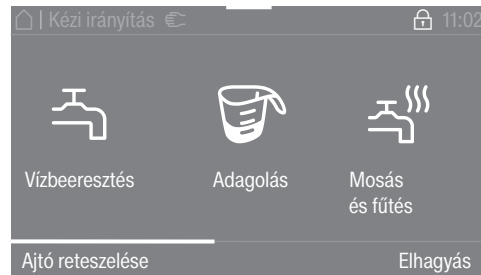 | Kézi irányítás 11:02
Vízbeeresztés Adagolás Mosás
és fűtés
Ajtó reteszelése Elhagyás